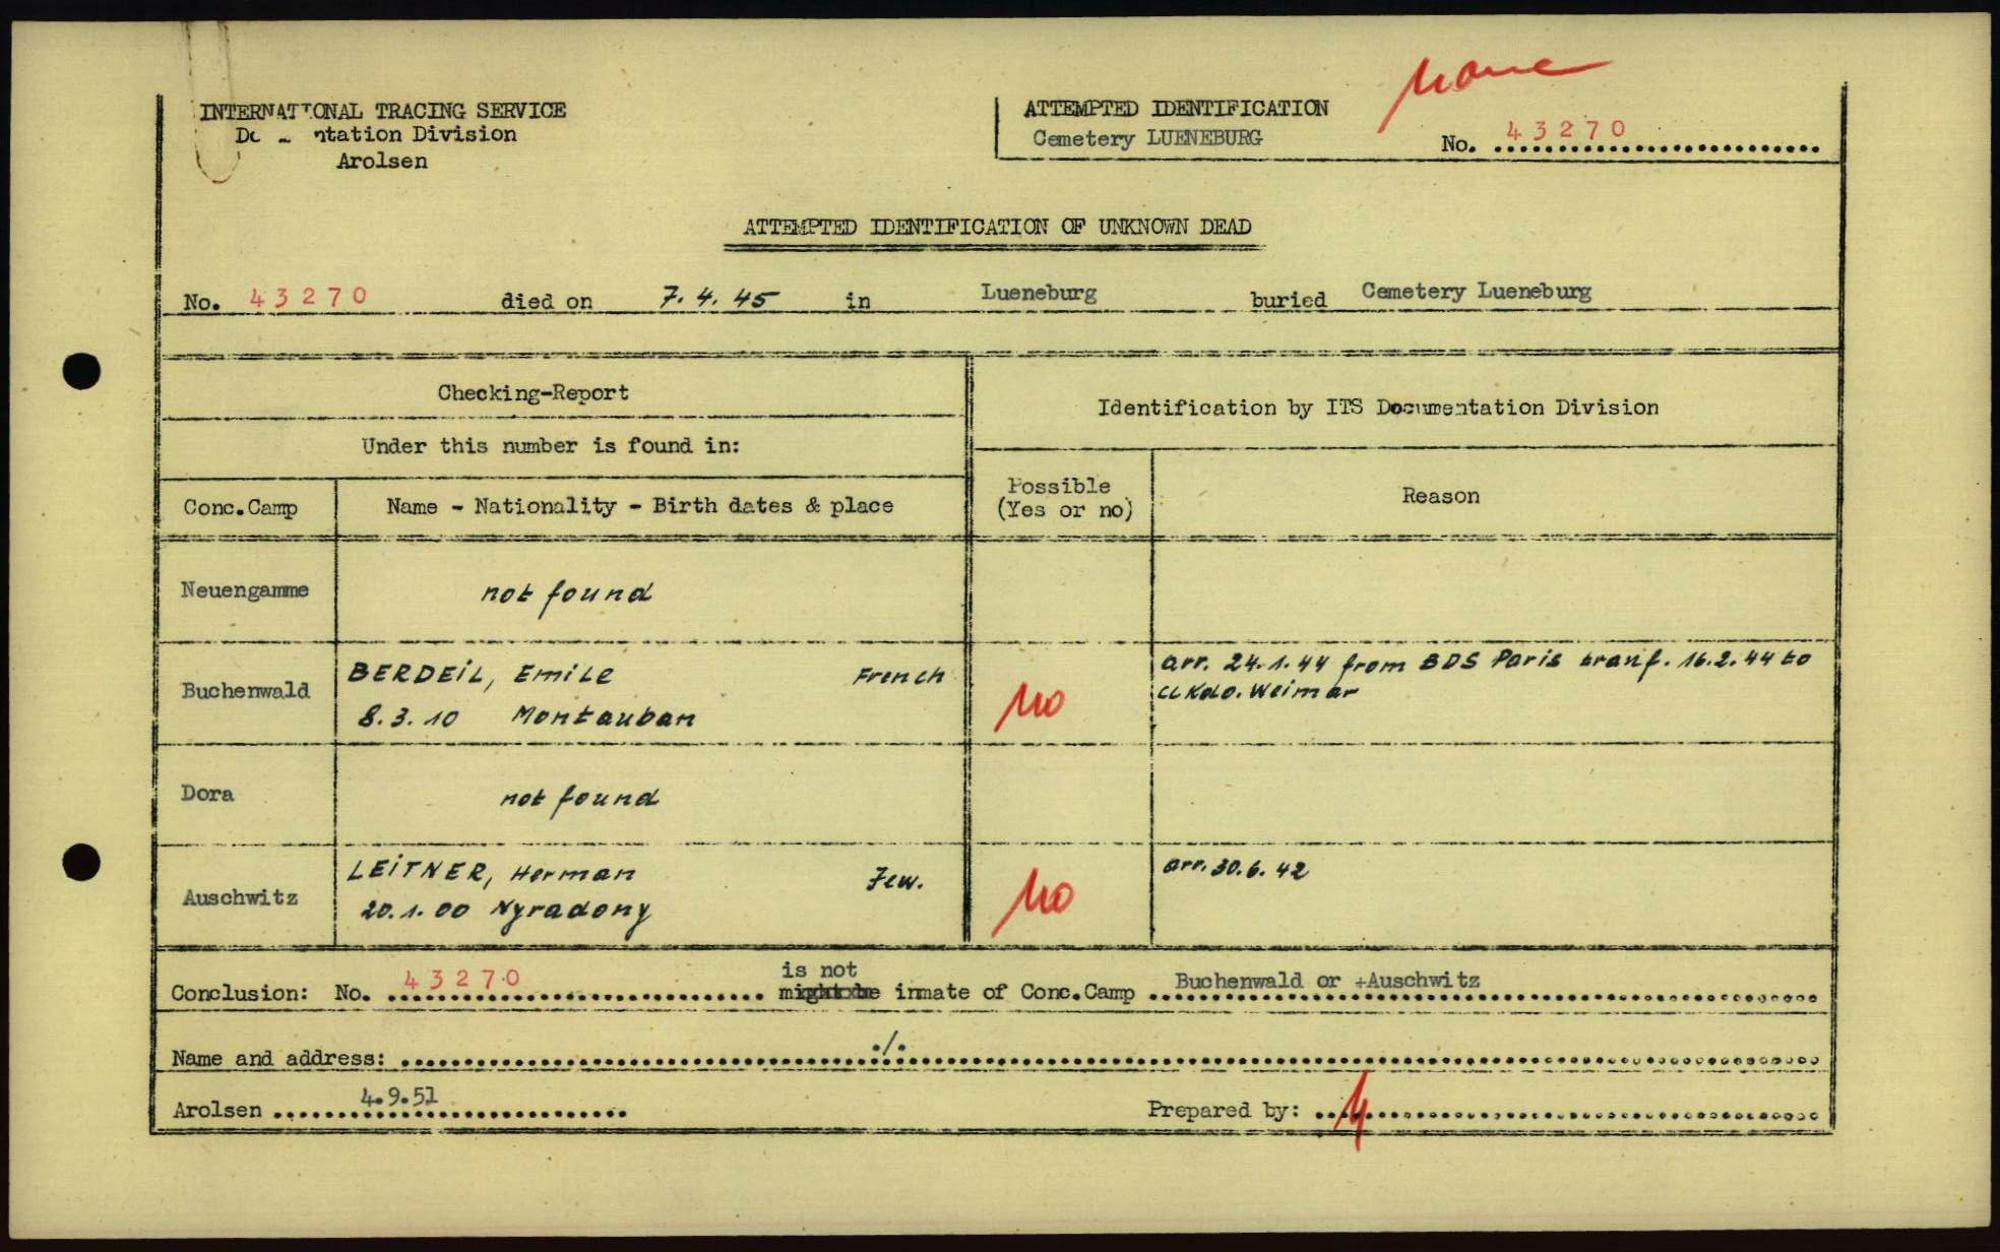 none
INTERNATIONAL TRACING SERVICE
ntation Division
Arolsen
ATTEMPTED IDENTIFICATION
Cemetery LUENEBURG
No. 43270
ATTEMPTED IDENTIFICATION OF UNKNOWN DEAD
No. 43270 died on 7.4.45 in Lueneburg buried Cemetery Lueneburg
Checking-Report
Identification by ITS Documentation Division
Under this number is found in:
Conc.Camp
Name - Nationality - Birth dates & place
Possible
(Yes or no)
Reason
Neuengamme
not found
Buchenwald
BERDEIL, Emile French
8.3.10 Montauban
no
arr. 24.1.44 from BDS Paris tranf. 16.2.44 to
Kdo. Weimar
Dora
not found
Auschwitz
LEITNER, Herman Jew.
20.1.00 Nyradony
no
arr. 30.6.42
is not
Conclusion: No. 43270 might be inmate of Conc.Camp Buchenwald or +Auschwitz
Name and address: ./.
Arolsen 4.9.51
Prepared by: